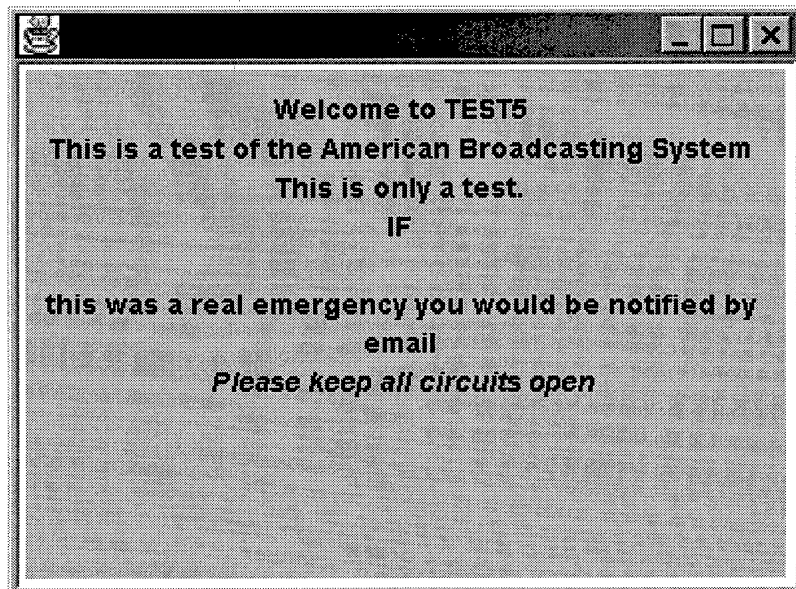 Welcome to TEST5
This is a test of the American Broadcasting System
This is only a test.
IF
this was a real emergency you would be notified by
email
Please keep all circuits open